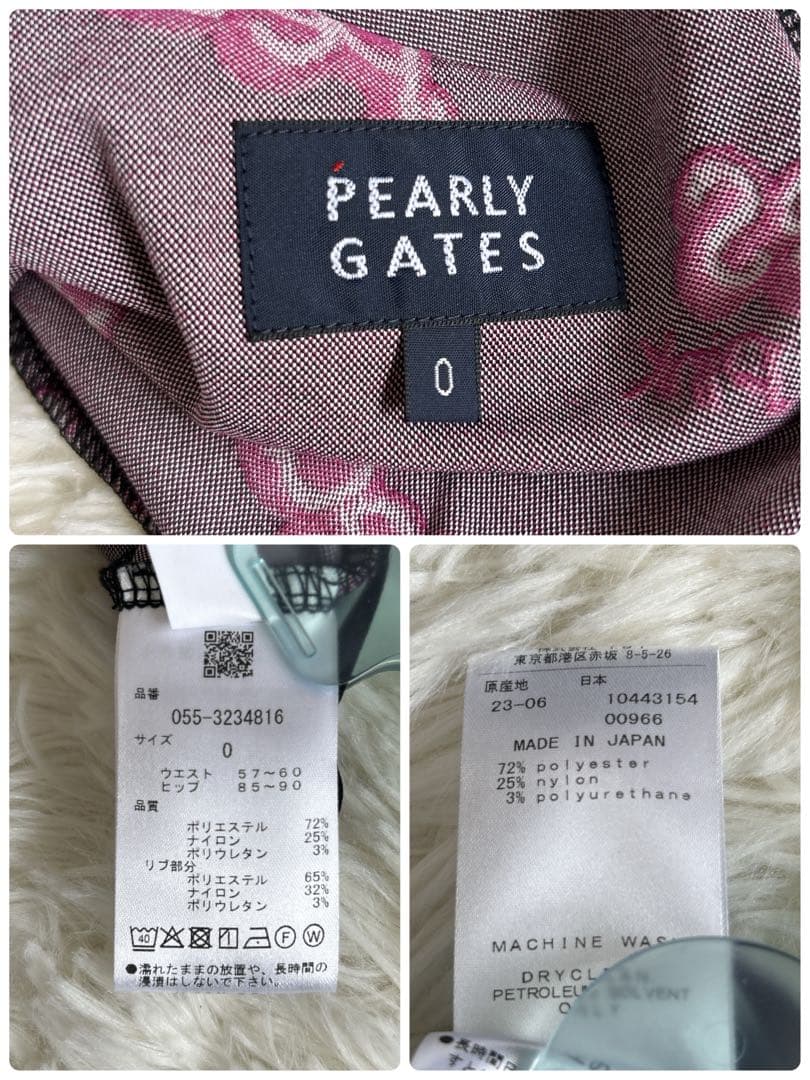 PEARLY
GATES
0
品番
055-3234816
サイズ
0
ウエスト 57～60
ヒップ 85～90
品質
ポリエステル 72%
ナイロン 25%
ポリウレタン 3%
リブ部分
ポリエステル 65%
ナイロン 32%
ポリウレタン 3%
40
F
W
●濡れたままの放置や、長時間の
浸漬はしないで下さい。
東京都港区赤坂 8-5-26
原産地 日本
23-06 10443154
00966
MADE IN JAPAN
72% polyester
25% nylon
3% polyurethane
MACHINE WASH
DRYCLEAN
PETROLEUM SOLVENT
ONLY
●長時間